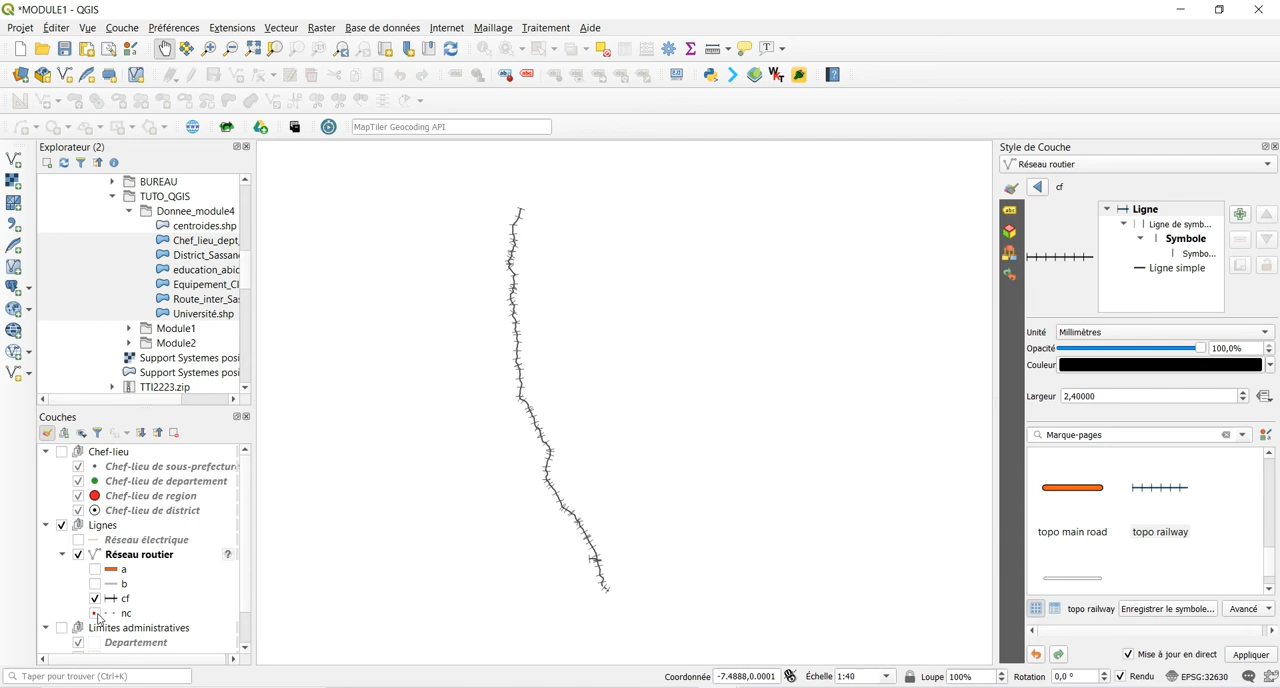 *MODULE1 - QGIS
Projet Éditer Vue Couche Préférences Extensions Vecteur Raster Base de données Internet Maillage Traitement Aide
MapTiler Geocoding API
Explorateur (2)
BUREAU
TUTO_QGIS
Donnee_module4
centroides.shp
Chef_lieu_dept_
District_Sassan
education_abic
Equipement_Cl
Route_inter_Sa
Université.shp
Module1
Module2
Support Systemes posi
Support Systemes posi
TTI2223.zip
Couches
Chef-lieu
Chef-lieu de sous-prefectur
Chef-lieu de departement
Chef-lieu de region
Chef-lieu de district
Lignes
Réseau électrique
Réseau routier
a
b
cf
nc
Limites administratives
Departement
Style de Couche
Réseau routier
cf
Ligne
Ligne de symb...
Symbole
Symbo...
Ligne simple
Unité Millimètres
Opacité 100,0%
Couleur
Largeur 2,40000
Marque-pages
topo main road topo railway
topo railway Enregistrer le symbole... Avancé
Mise à jour en direct Appliquer
Taper pour trouver (Ctrl+K) Coordonnée -7.4888,0.0001 Échelle 1:40 Loupe 100% Rotation 0,0 ° Rendu EPSG:32630